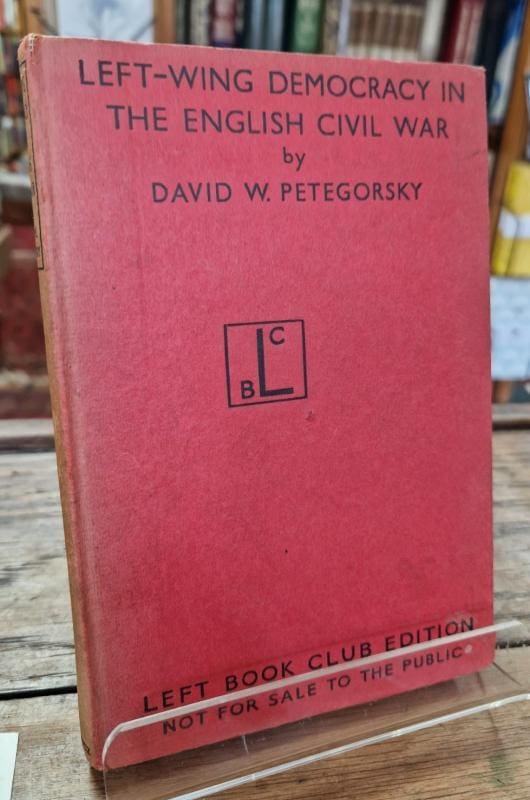 LEFT-WING DEMOCRACY IN
THE ENGLISH CIVIL WAR
by
DAVID W. PETEGORSKY
L
B C
LEFT BOOK CLUB EDITION
NOT FOR SALE TO THE PUBLIC